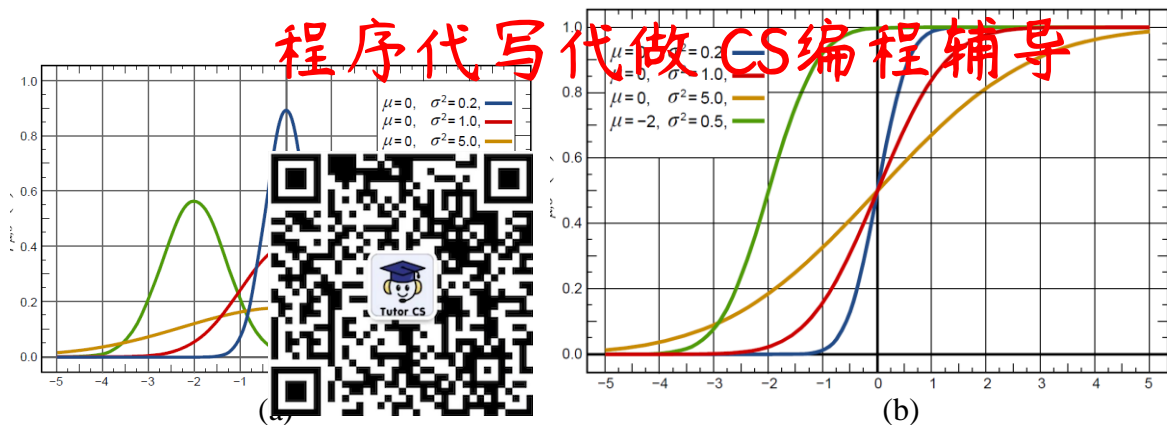 程序代写代做 CS编程辅导
1.0
0.8
0.6
0.4
0.2
0.0
−5 −4 −3 −2 −1
μ=0, σ²=0.2,
μ=0, σ²=1.0,
μ=0, σ²=5.0,
Tutor CS
(a)
1.0
0.8
0.6
0.4
0.2
0.0
−5 −4 −3 −2 −1 0 1 2 3 4 5
σ²=0.2,
μ=0, σ²=1.0,
μ=0, σ²=5.0,
μ=−2, σ²=0.5,
(b)